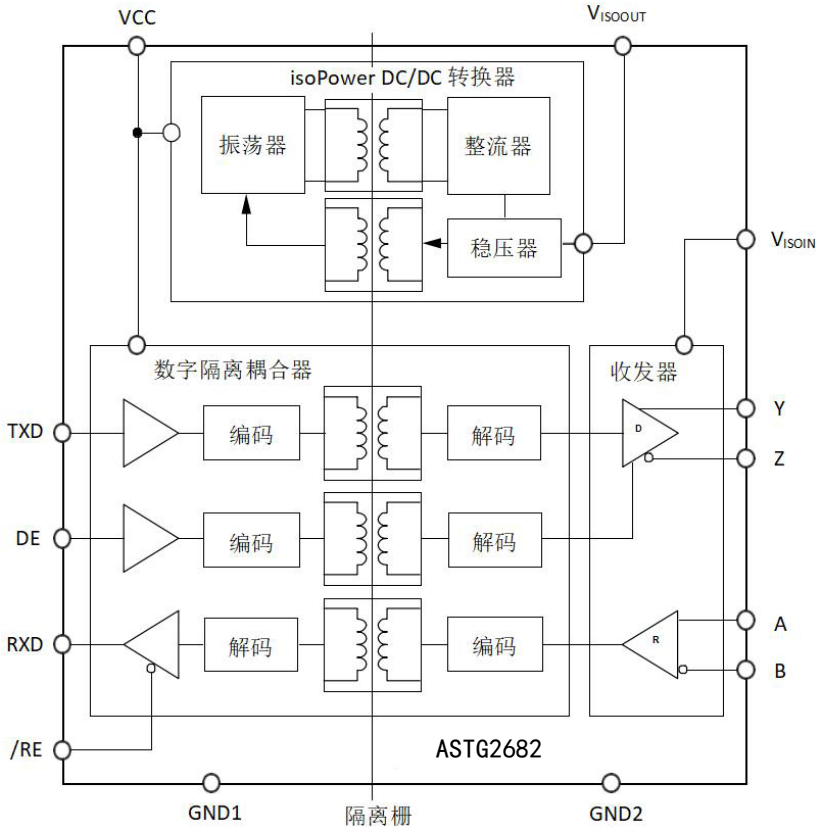 VCC
VISOOUT
isoPower DC/DC 转换器
振荡器
整流器
稳压器
VISOIN
数字隔离耦合器
收发器
TXD
编码
解码
D
Y
Z
DE
编码
解码
RXD
解码
编码
R
A
B
/RE
ASTG2682
GND1
隔离栅
GND2